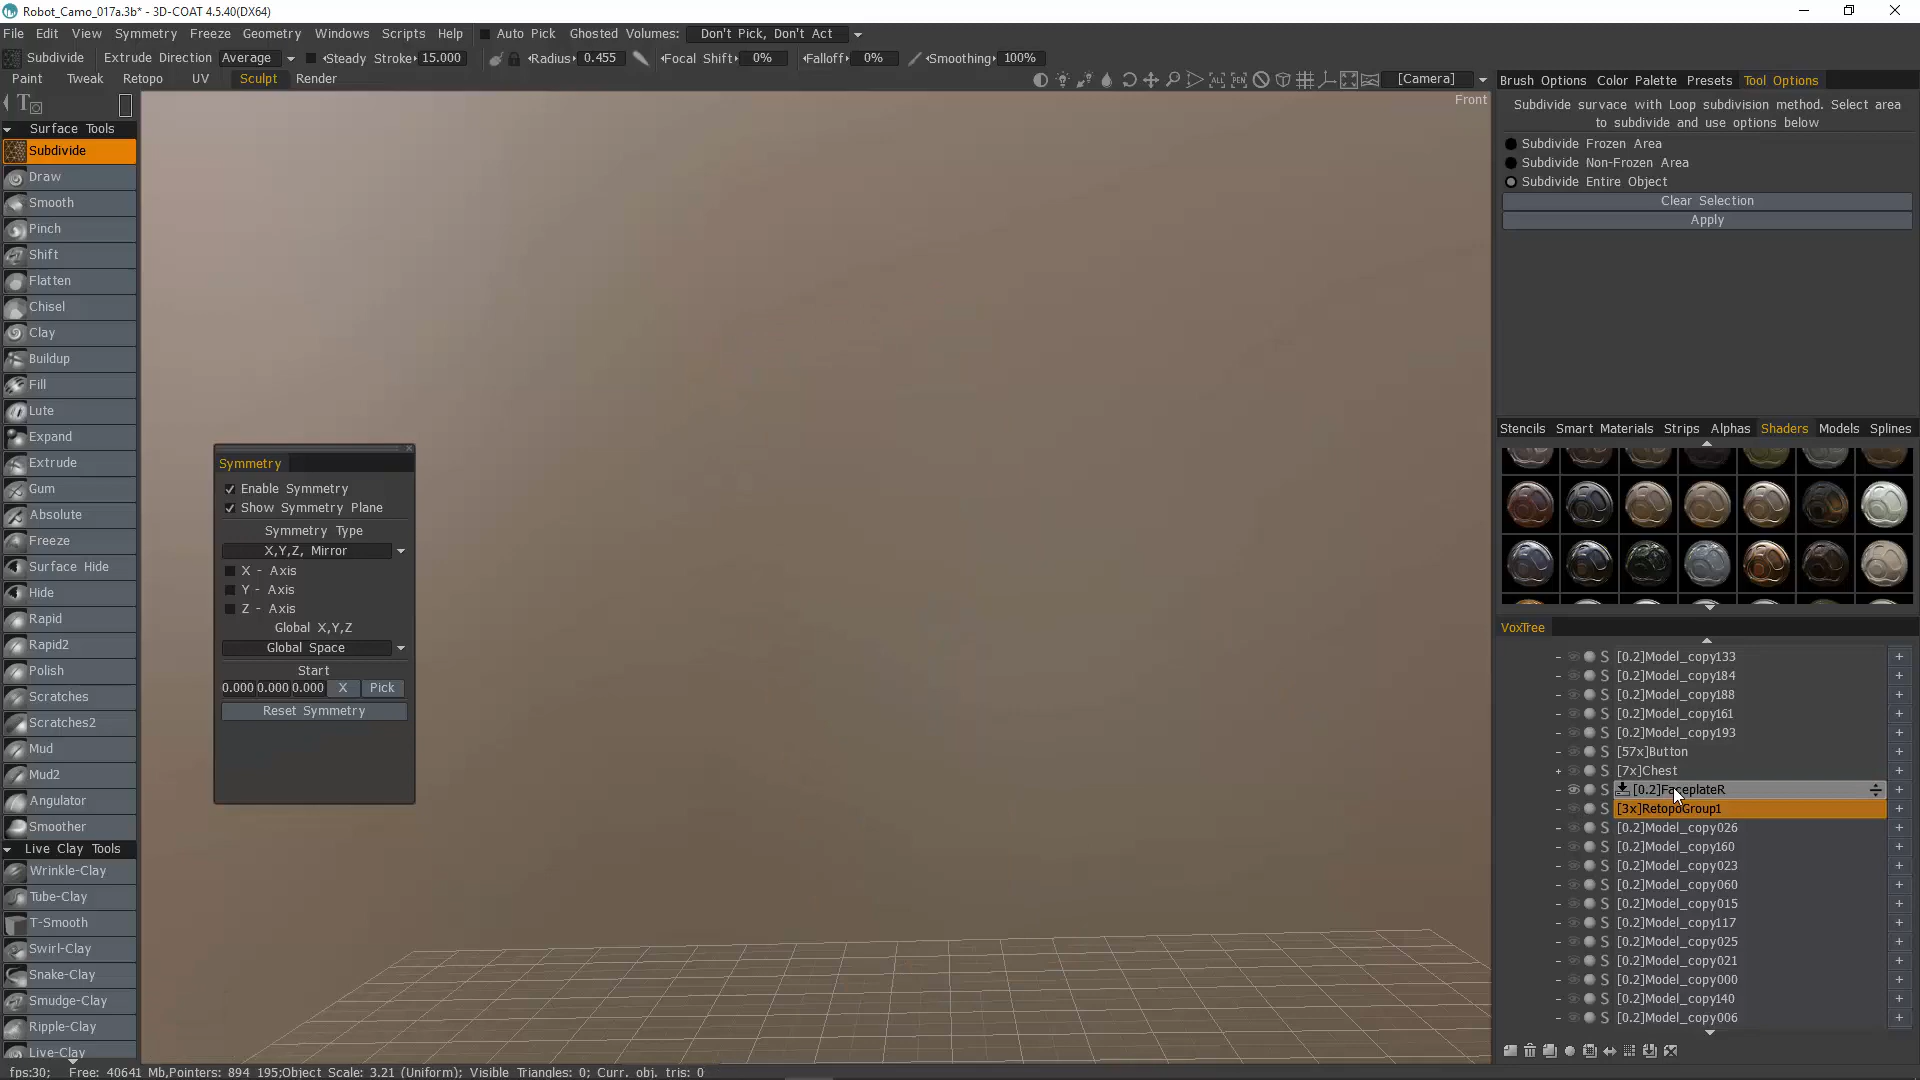 Robot_Camo_017a.3b* - 3D-COAT 4.5.40(DX64)
File Edit View Symmetry Freeze Geometry Windows Scripts Help Auto Pick Ghosted Volumes: Don't Pick, Don't Act
Subdivide Extrude Direction Average Steady Stroke 15.000 Radius 0.455 Focal Shift 0% Falloff 0% Smoothing 100%
Paint Tweak Retopo UV Sculpt Render [Camera]
Front
Surface Tools
Subdivide
Draw
Smooth
Pinch
Shift
Flatten
Chisel
Clay
Buildup
Fill
Lute
Expand
Extrude
Gum
Absolute
Freeze
Surface Hide
Hide
Rapid
Rapid2
Polish
Scratches
Scratches2
Mud
Mud2
Angulator
Smoother
Live Clay Tools
Wrinkle-Clay
Tube-Clay
T-Smooth
Swirl-Clay
Snake-Clay
Smudge-Clay
Ripple-Clay
Live-Clay
Symmetry
Enable Symmetry
Show Symmetry Plane
Symmetry Type
X,Y,Z, Mirror
X - Axis
Y - Axis
Z - Axis
Global X,Y,Z
Global Space
Start
0.000 0.000 0.000 X Pick
Reset Symmetry
Brush Options Color Palette Presets Tool Options
Subdivide survace with Loop subdivision method. Select area
to subdivide and use options below
Subdivide Frozen Area
Subdivide Non-Frozen Area
Subdivide Entire Object
Clear Selection
Apply
Stencils Smart Materials Strips Alphas Shaders Models Splines
VoxTree
S [0.2]Model_copy133
S [0.2]Model_copy184
S [0.2]Model_copy188
S [0.2]Model_copy161
S [0.2]Model_copy193
S [57x]Button
S [7x]Chest
S [0.2]FaceplateR
S [3x]RetopoGroup1
S [0.2]Model_copy026
S [0.2]Model_copy160
S [0.2]Model_copy023
S [0.2]Model_copy060
S [0.2]Model_copy015
S [0.2]Model_copy117
S [0.2]Model_copy025
S [0.2]Model_copy021
S [0.2]Model_copy000
S [0.2]Model_copy140
S [0.2]Model_copy006
fps:30; Free: 40641 Mb,Pointers: 894 195;Object Scale: 3.21 (Uniform); Visible Triangles: 0; Curr. obj. tris: 0